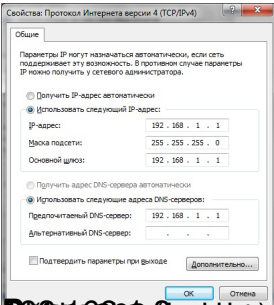 Свойства: Протокол Интернета версии 4 (TCP/IPv4)
Общие
Параметры IP могут назначаться автоматически, если сеть
поддерживает эту возможность. В противном случае параметры
IP можно получить у сетевого администратора.
Получить IP-адрес автоматически
Использовать следующий IP-адрес:
IP-адрес: 192 . 168 . 1 . 1
Маска подсети: 255 . 255 . 255 . 0
Основной шлюз: 192 . 168 . 1 . 1
Получить адрес DNS-сервера автоматически
Использовать следующие адреса DNS-серверов:
Предпочитаемый DNS-сервер: 192 . 168 . 1 . 1
Альтернативный DNS-сервер: . . .
Подтвердить параметры при выходе
Дополнительно...
ОК Отмена